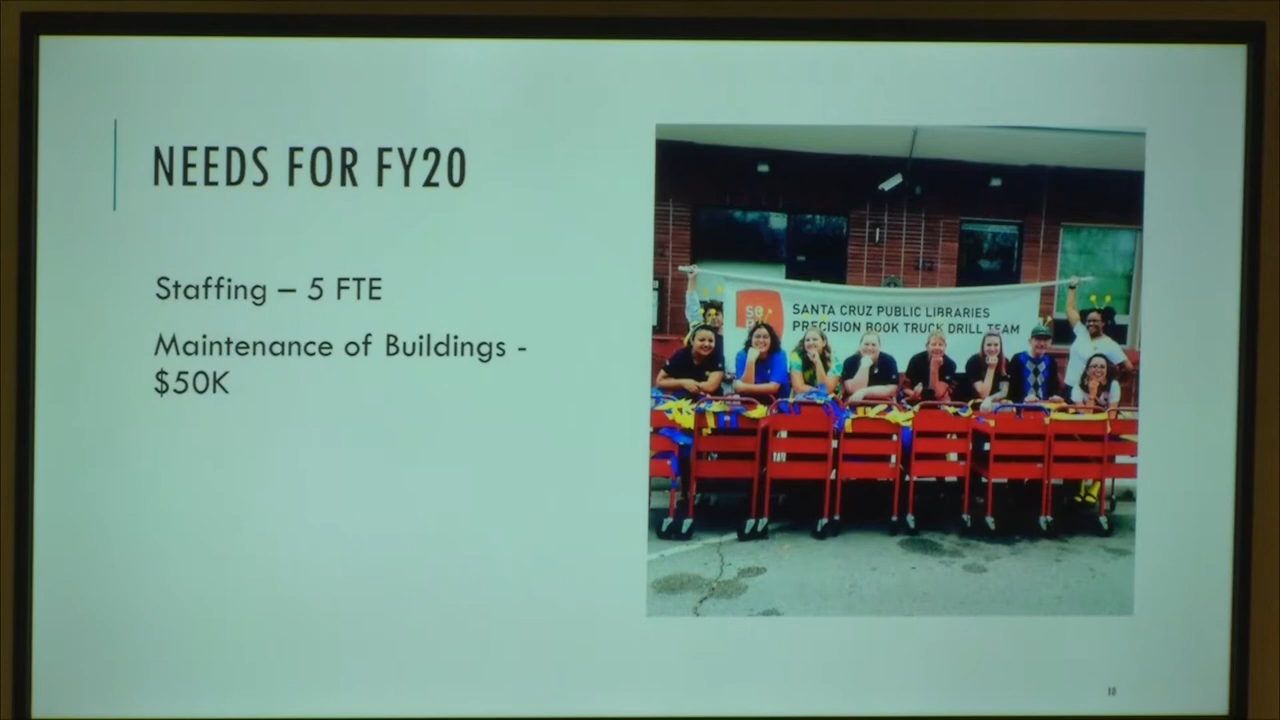 NEEDS FOR FY20
Staffing – 5 FTE
Maintenance of Buildings -
$50K
SANTA CRUZ PUBLIC LIBRARIES
PRECISION BOOK TRUCK DRILL TEAM